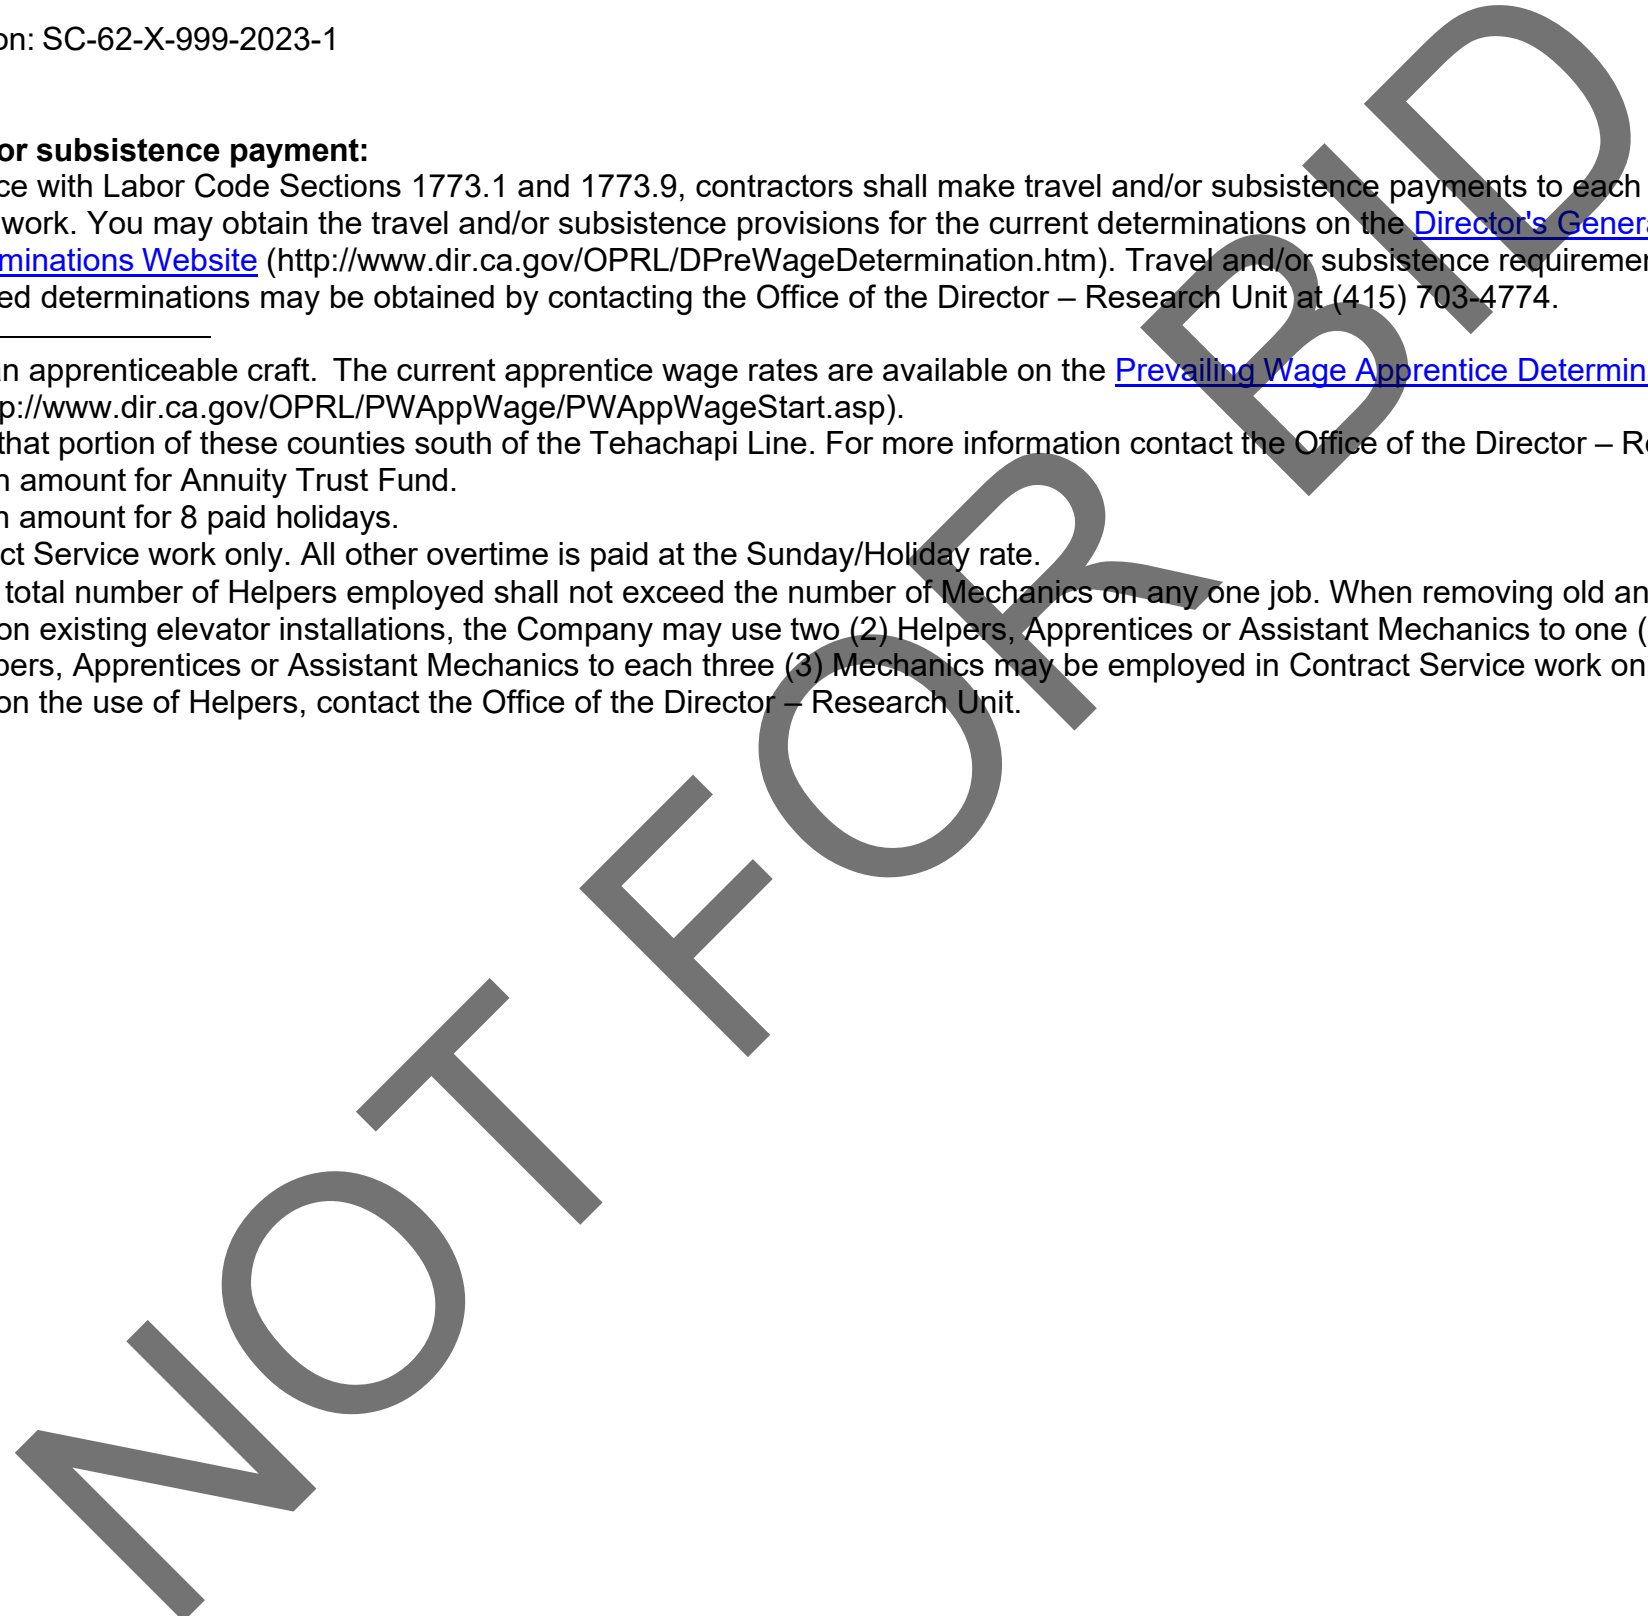 on: SC-62-X-999-2023-1
or subsistence payment:
ce with Labor Code Sections 1773.1 and 1773.9, contractors shall make travel and/or subsistence payments to each
work. You may obtain the travel and/or subsistence provisions for the current determinations on the Director's Genera
minations Website (http://www.dir.ca.gov/OPRL/DPreWageDetermination.htm). Travel and/or subsistence requiremen
ed determinations may be obtained by contacting the Office of the Director – Research Unit at (415) 703-4774.
an apprenticeable craft. The current apprentice wage rates are available on the Prevailing Wage Apprentice Determin
p://www.dir.ca.gov/OPRL/PWAppWage/PWAppWageStart.asp).
that portion of these counties south of the Tehachapi Line. For more information contact the Office of the Director – Re
n amount for Annuity Trust Fund.
n amount for 8 paid holidays.
ct Service work only. All other overtime is paid at the Sunday/Holiday rate.
total number of Helpers employed shall not exceed the number of Mechanics on any one job. When removing old an
on existing elevator installations, the Company may use two (2) Helpers, Apprentices or Assistant Mechanics to one (
pers, Apprentices or Assistant Mechanics to each three (3) Mechanics may be employed in Contract Service work on
on the use of Helpers, contact the Office of the Director – Research Unit.
NOT FOR BID